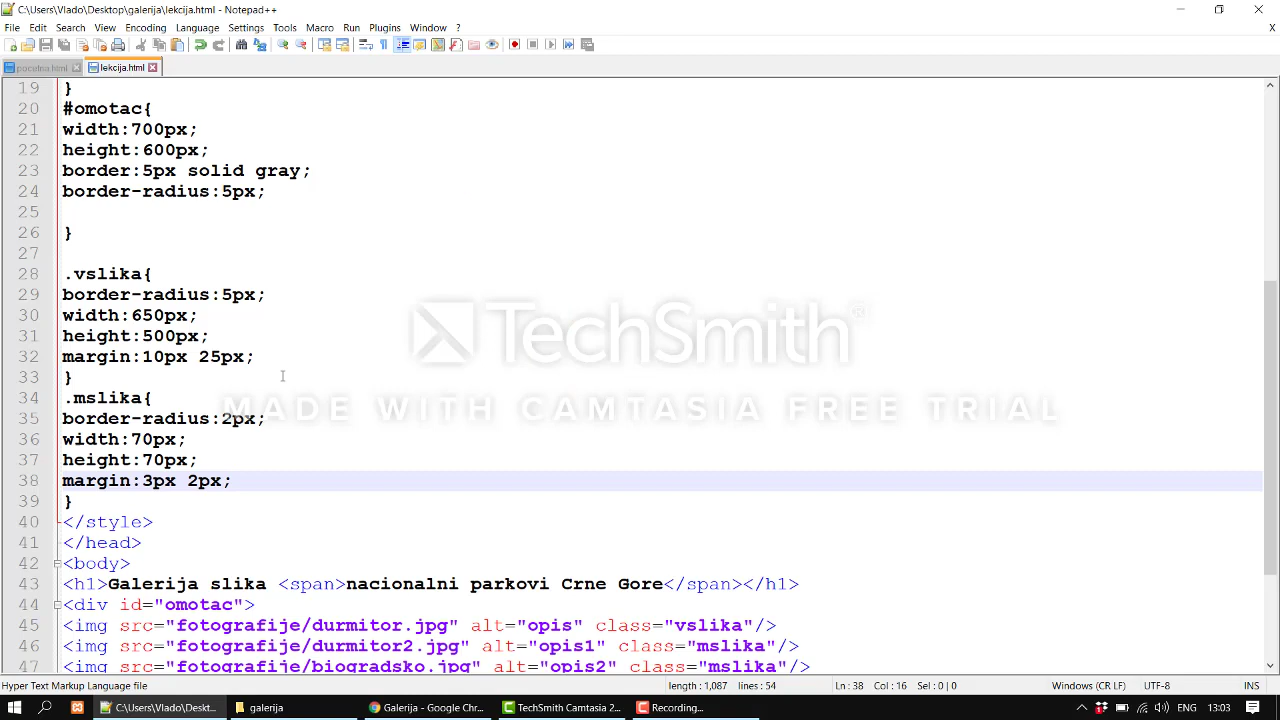 C:\Users\Vlado\Desktop\galerija\lekcija.html - Notepad++
File Edit Search View Encoding Language Settings Tools Macro Run Plugins Window ?
X
pocetna.html lekcija.html
19 }
20 #omotac{
21 width:700px;
22 height:600px;
23 border:5px solid gray;
24 border-radius:5px;
25
26 }
27
28 .vslika{
29 border-radius:5px;
30 width:650px;
31 height:500px;
32 margin:10px 25px;
33 }
34 .mslika{
35 border-radius:2px;
36 width:70px;
37 height:70px;
38 margin:3px 2px;
39 }
40 </style>
41 </head>
42 <body>
43 <h1>Galerija slika <span>nacionalni parkovi Crne Gore</span></h1>
44 <div id="omotac">
45 <img src="fotografije/durmitor.jpg" alt="opis" class="vslika"/>
46 <img src="fotografije/durmitor2.jpg" alt="opis1" class="mslika"/>
47 <img src="fotografije/biogradsko.jpg" alt="opis2" class="mslika"/>
TechSmith®
MADE WITH CAMTASIA FREE TRIAL
Hyper Text Markup Language file length : 1,087 lines : 54 Ln : 38 Col : 16 Sel : 0 | 0 Windows (CR LF) UTF-8 INS
C:\Users\Vlado\Deskt... galerija Galerija - Google Chr... TechSmith Camtasia 2... Recording... ENG 13:03